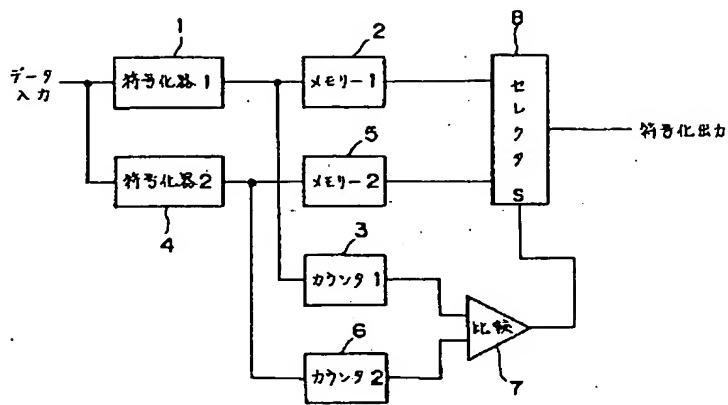 1
2
8
データ
入力
符号化器 1
メモリー 1
セレクタ S
符号化出力
5
符号化器 2
メモリー 2
4
3
カウンタ 1
比較
6
7
カウンタ 2